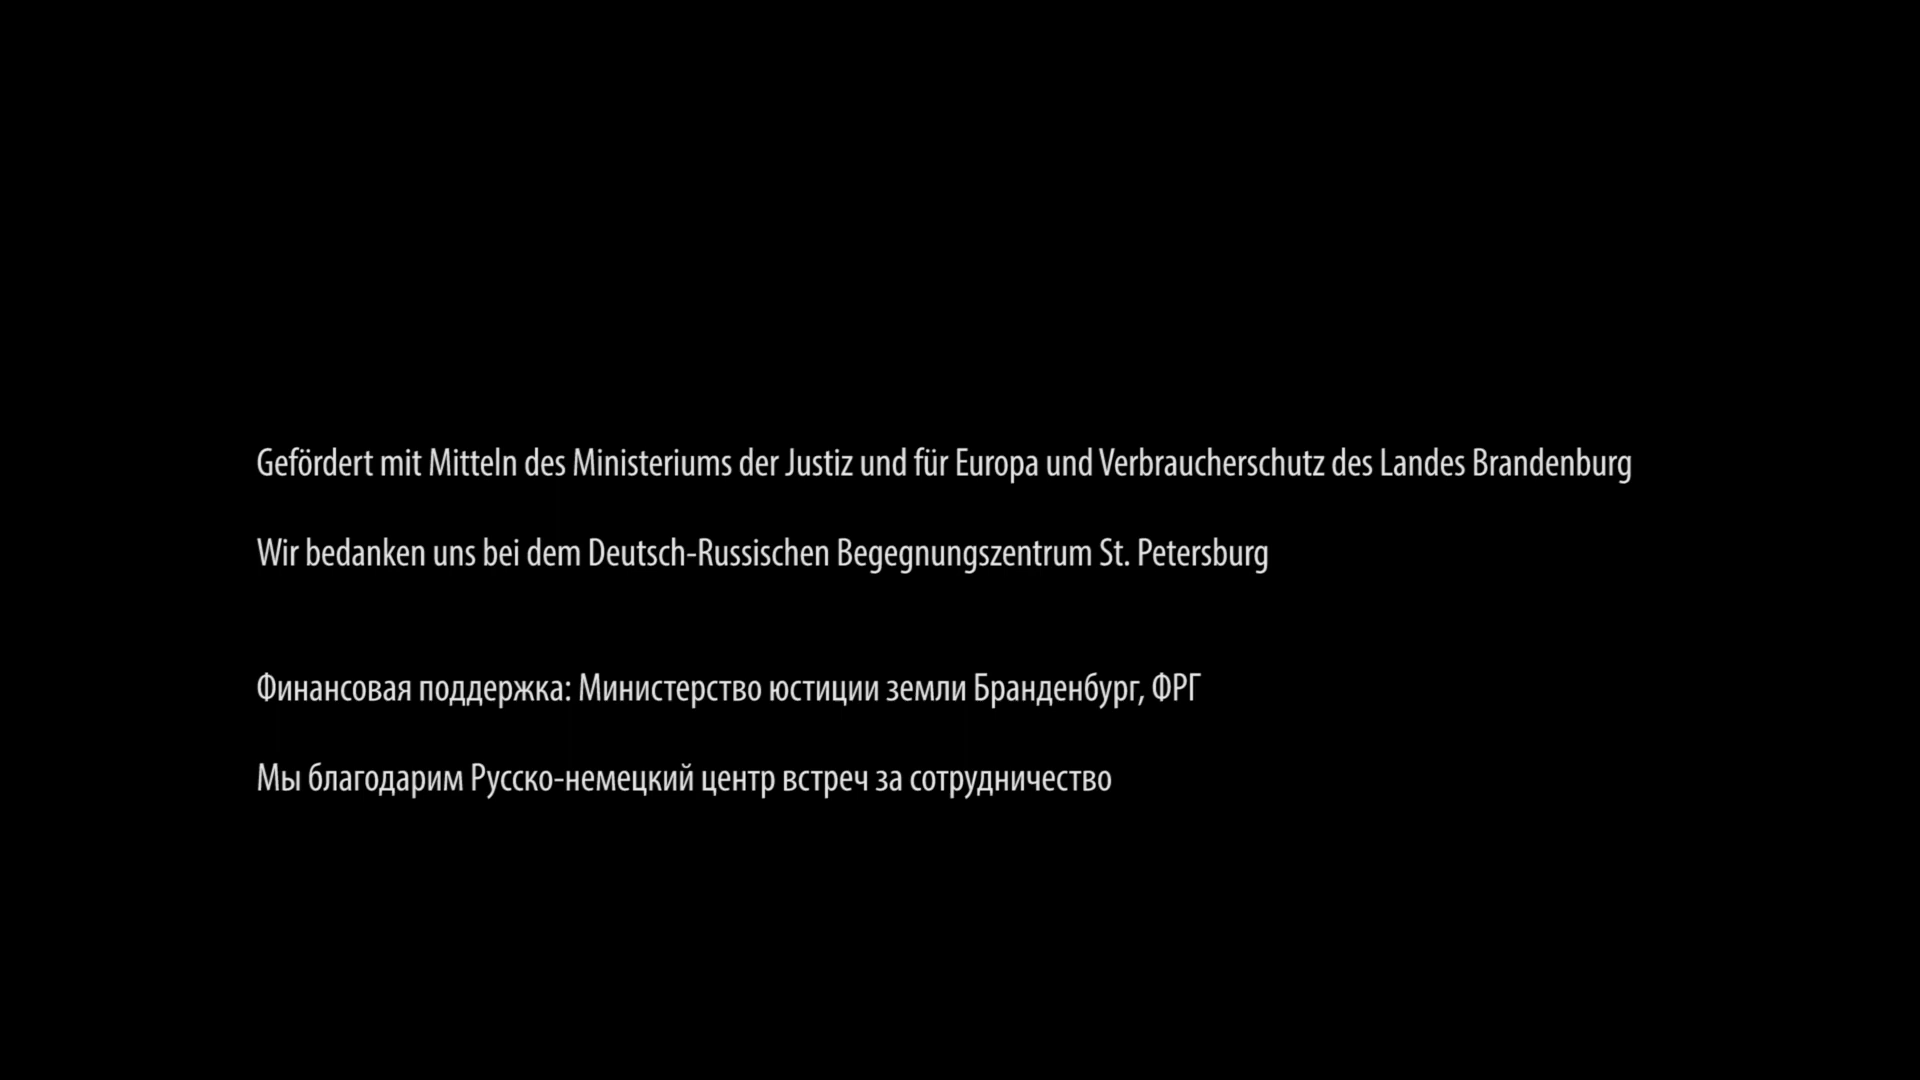 Gefördert mit Mitteln des Ministeriums der Justiz und für Europa und Verbraucherschutz des Landes Brandenburg
Wir bedanken uns bei dem Deutsch-Russischen Begegnungszentrum St. Petersburg
Финансовая поддержка: Министерство юстиции земли Бранденбург, ФРГ
Мы благодарим Русско-немецкий центр встреч за сотрудничество